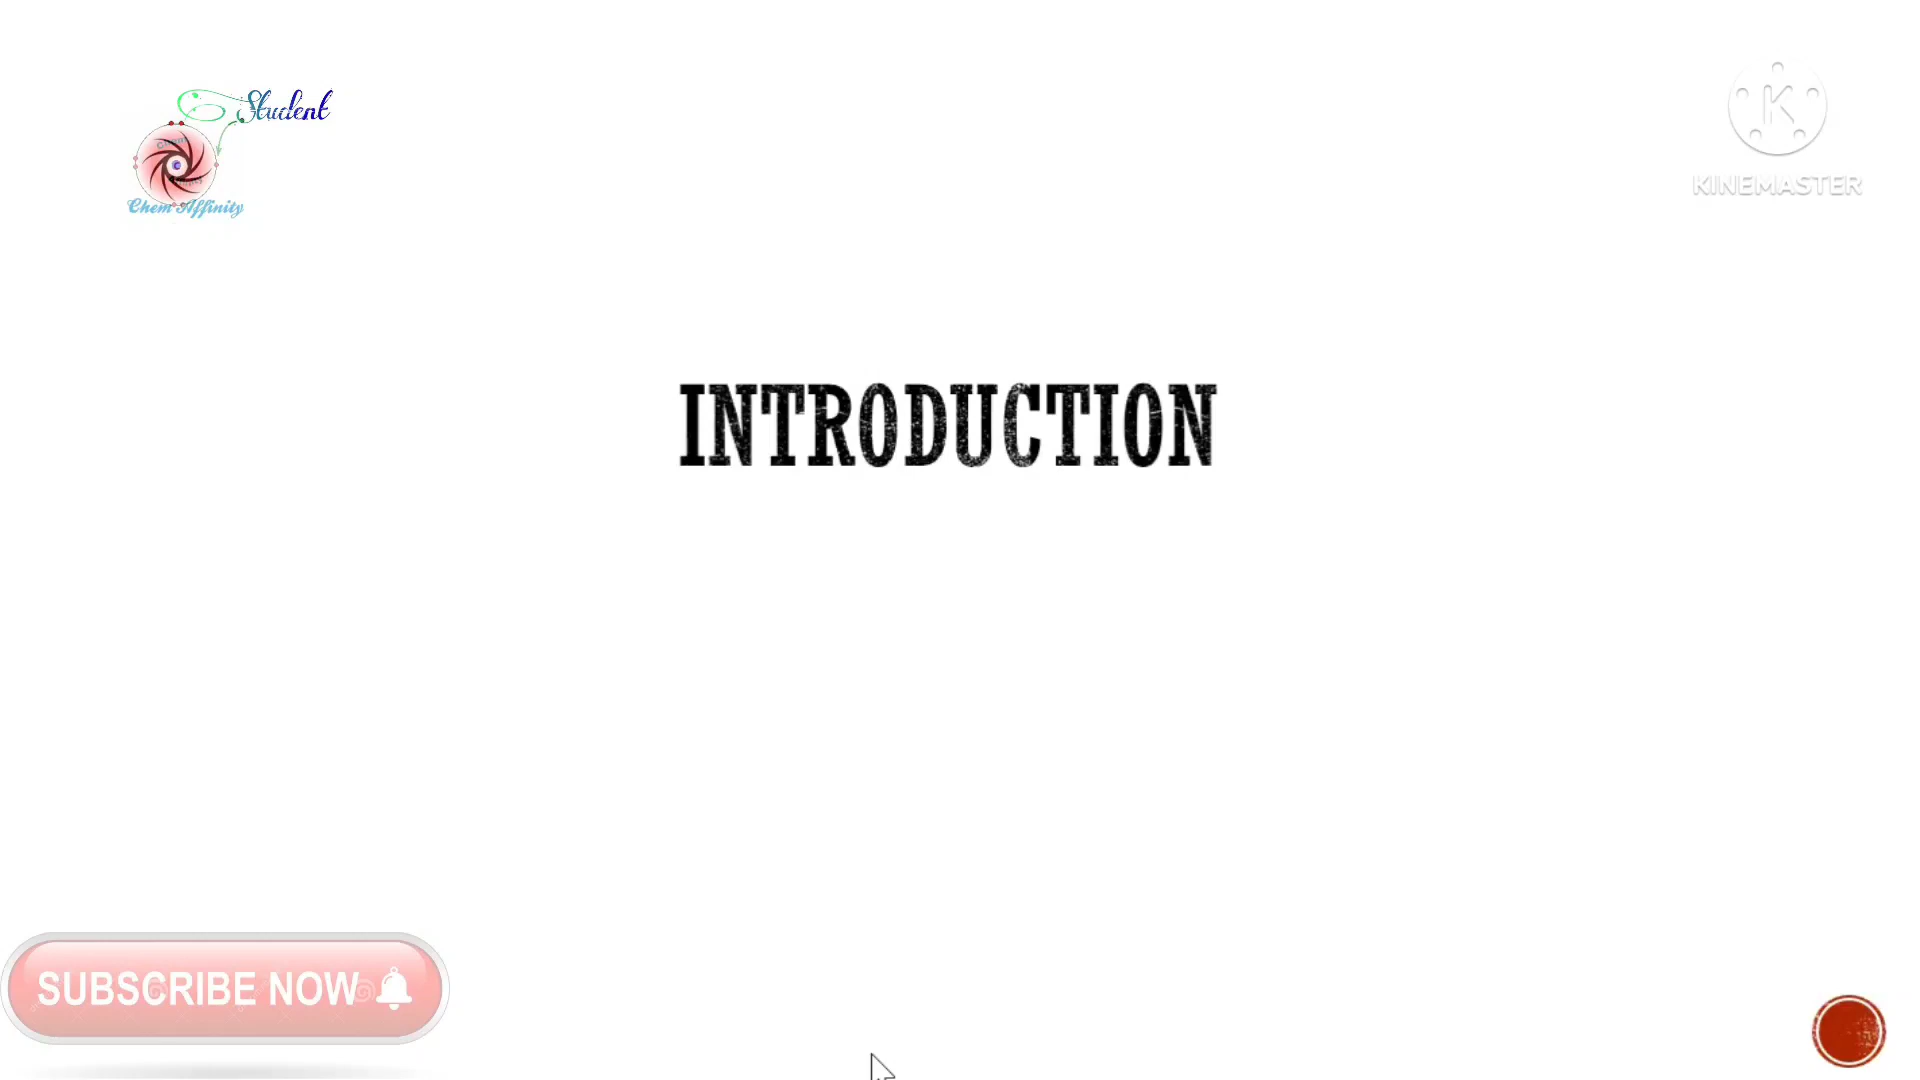 Student
Chem Affinity
KINEMASTER
INTRODUCTION
SUBSCRIBE NOW